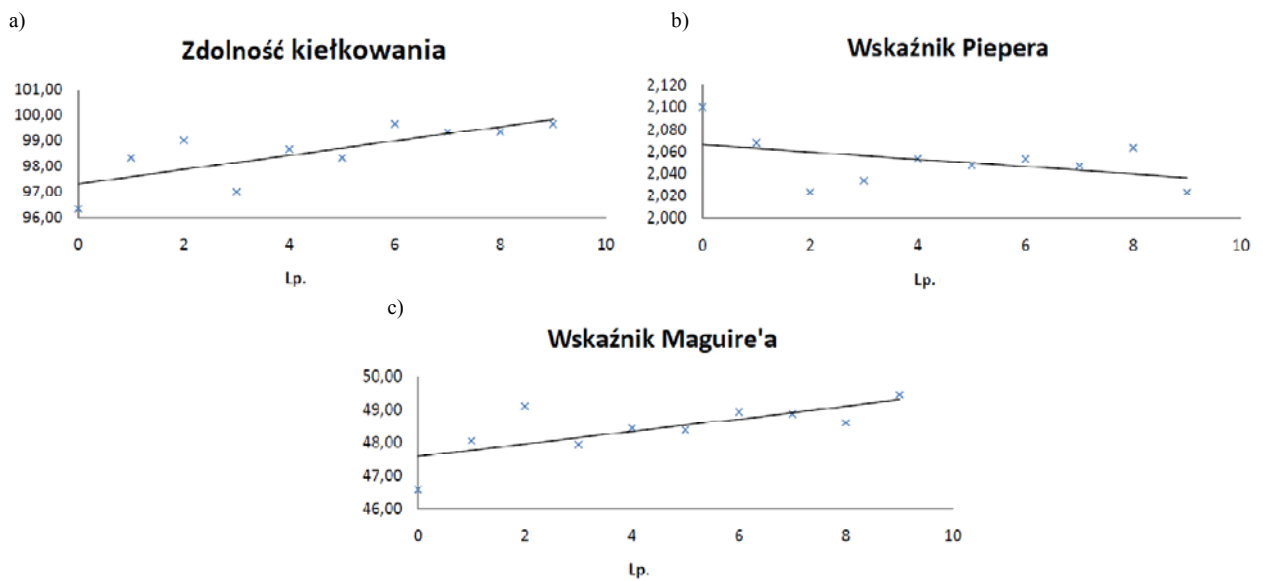 a)
Zdolność kiełkowania
101,00
100,00
99,00
98,00
97,00
96,00
0 2 4 6 8 10
Lp.
b)
Wskaźnik Piepera
2,120
2,100
2,080
2,060
2,040
2,020
2,000
0 2 4 6 8 10
Lp.
c)
Wskaźnik Maguire'a
50,00
49,00
48,00
47,00
46,00
0 2 4 6 8 10
Lp.